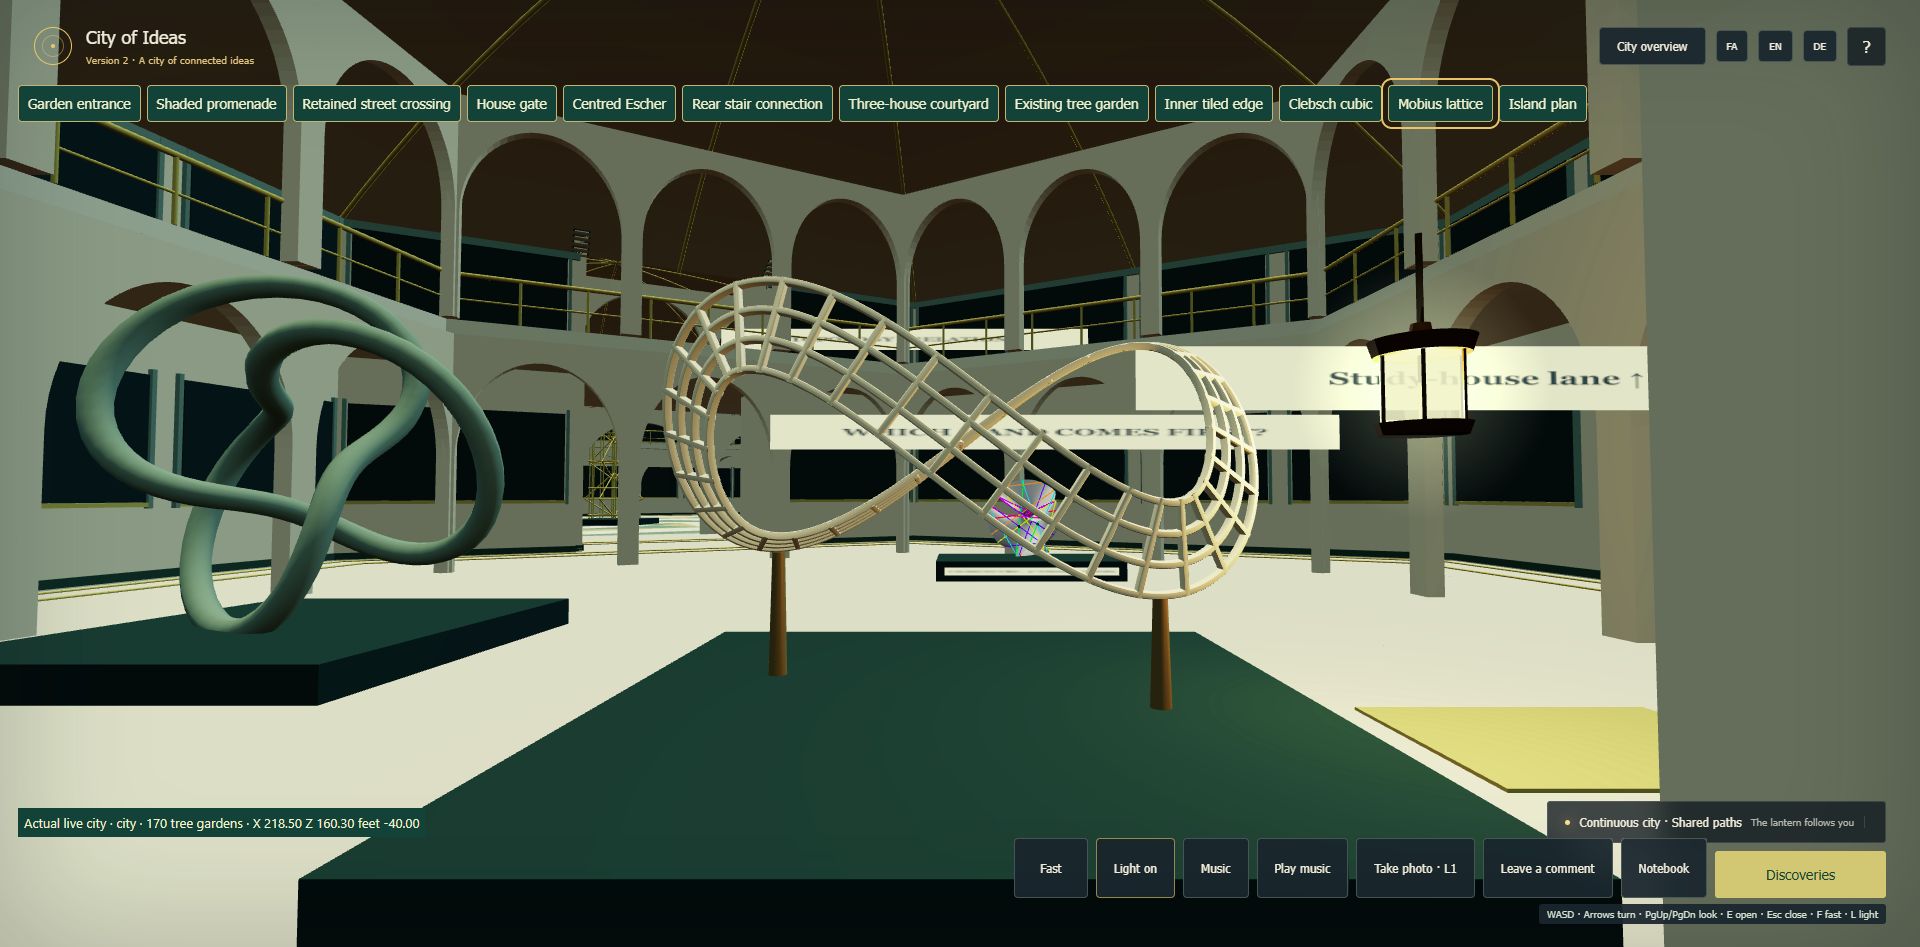 City of Ideas
Version 2 · A city of connected ideas
City overview
FA
EN
DE
?
Garden entrance
Shaded promenade
Retained street crossing
House gate
Centred Escher
Rear stair connection
Three-house courtyard
Existing tree garden
Inner tiled edge
Clebsch cubic
Mobius lattice
Island plan
Study-house lane ↑
COMES
?
Actual live city · city · 170 tree gardens · X 218.50 Z 160.30 feet -40.00
Continuous city · Shared paths The lantern follows you
Fast
Light on
Music
Play music
Take photo · L1
Leave a comment
Notebook
Discoveries
WASD · Arrows turn · PgUp/PgDn look · E open · Esc close · F fast · L light